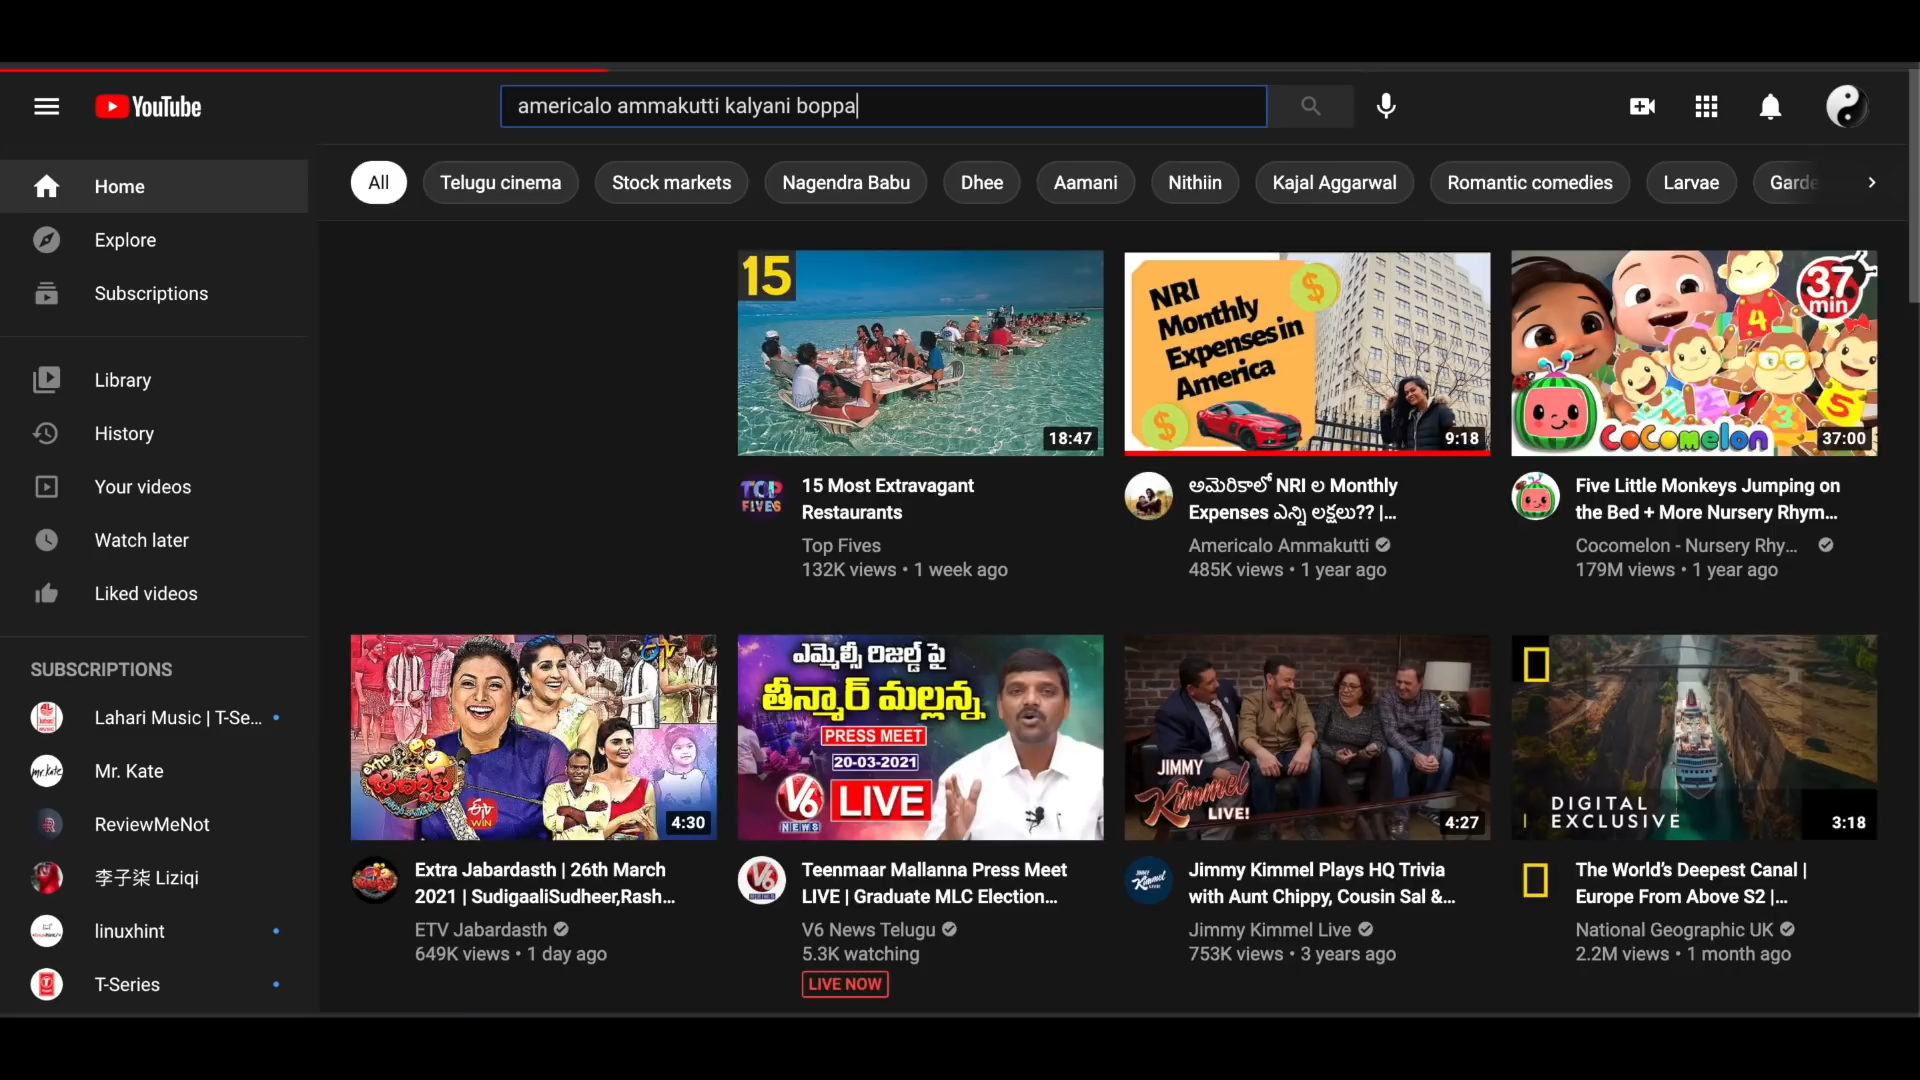 YouTube
americalo ammakutti kalyani boppa
Home
Explore
Subscriptions
Library
History
Your videos
Watch later
Liked videos
SUBSCRIPTIONS
Lahari Music | T-Se...
Mr. Kate
ReviewMeNot
李子柒 Liziqi
linuxhint
T-Series
All
Telugu cinema
Stock markets
Nagendra Babu
Dhee
Aamani
Nithiin
Kajal Aggarwal
Romantic comedies
Larvae
Garde
15
18:47
TOP
FIVES
15 Most Extravagant
Restaurants
Top Fives
132K views • 1 week ago
NRI
Monthly
Expenses in
America
9:18
అమెరికాలో NRI ల Monthly
Expenses ఎన్ని లక్షలు?? |...
Americalo Ammakutti
485K views • 1 year ago
37
min
4
2
3
5
CoComelon
37:00
Five Little Monkeys Jumping on
the Bed + More Nursery Rhym...
Cocomelon - Nursery Rhy...
179M views • 1 year ago
ETV
WIN
4:30
Extra Jabardasth | 26th March
2021 | SudigaaliSudheer,Rash...
ETV Jabardasth
649K views • 1 day ago
ఎమ్మెల్సీ రిజల్ట్ పై
తీన్మార్ మల్లన్న
PRESS MEET
20-03-2021
V6
NEWS
LIVE
Teenmaar Mallanna Press Meet
LIVE | Graduate MLC Election...
V6 News Telugu
5.3K watching
LIVE NOW
JIMMY
Kimmel
LIVE!
4:27
Jimmy Kimmel Plays HQ Trivia
with Aunt Chippy, Cousin Sal &...
Jimmy Kimmel Live
753K views • 3 years ago
DIGITAL
EXCLUSIVE
3:18
The World's Deepest Canal |
Europe From Above S2 |...
National Geographic UK
2.2M views • 1 month ago